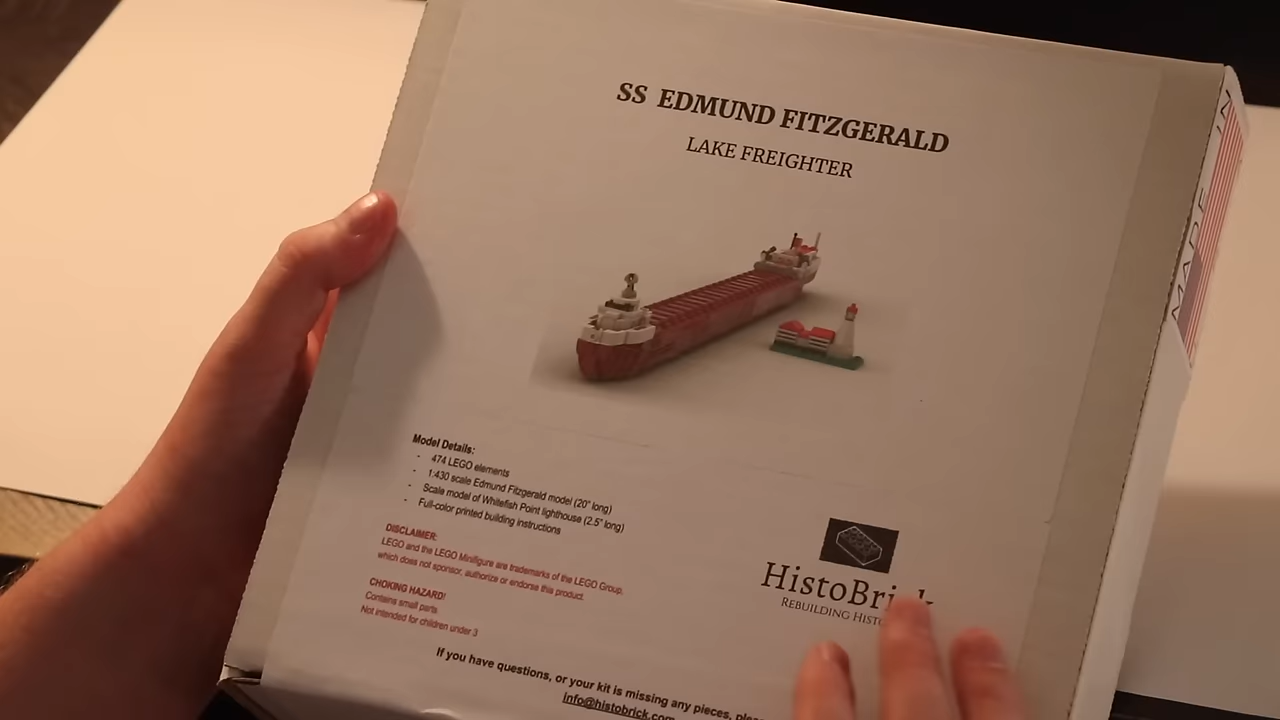 SS EDMUND FITZGERALD
LAKE FREIGHTER
Model Details:
- 474 LEGO elements
- 1:430 scale Edmund Fitzgerald model (20" long)
- Scale model of Whitefish Point lighthouse (2.5" long)
- Full-color printed building instructions
DISCLAIMER:
LEGO and the LEGO Minifigure are trademarks of the LEGO Group,
which does not sponsor, authorize or endorse this product.
CHOKING HAZARD!
Contains small parts
Not intended for children under 3
HistoBrick
REBUILDING
If you have questions, or your kit is missing any pieces,
info@histobrick.com
MADE